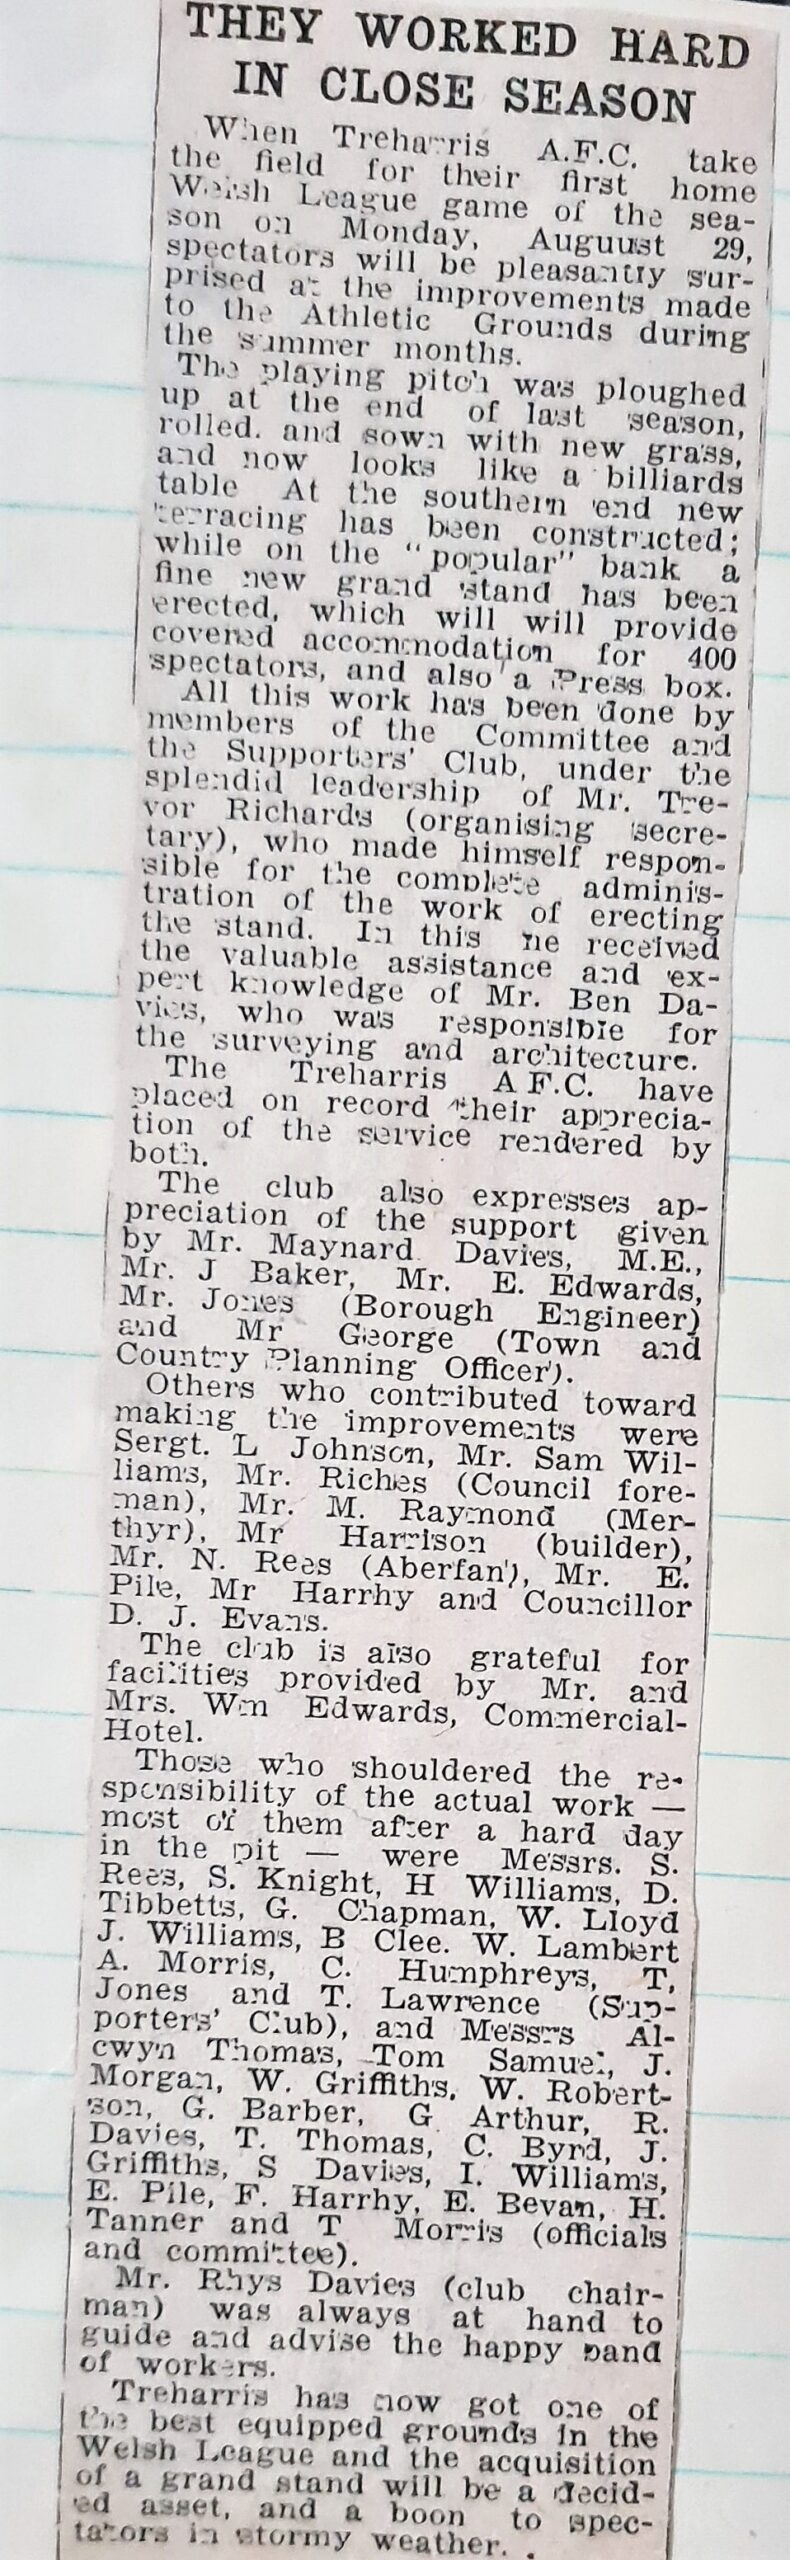 THEY WORKED HARD
IN CLOSE SEASON
When Treharris A.F.C. take
the field for their first home
Welsh League game of the sea-
son on Monday, Auguust 29,
spectators will be pleasantly sur-
prised at the improvements made
to the Athletic Grounds during
the summer months.
The playing pitch was ploughed
up at the end of last season,
rolled. and sown with new grass,
and now looks like a billiards
table At the southern end new
terracing has been constructed;
while on the "popular" bank a
fine new grand stand has been
erected, which will will provide
covered accommodation for 400
spectators, and also a Press box.
All this work has been done by
members of the Committee and
the Supporters' Club, under the
splendid leadership of Mr. Tre-
vor Richards (organising secre-
tary), who made himself respon-
sible for the complete adminis-
tration of the work of erecting
the stand. In this he received
the valuable assistance and ex-
pert knowledge of Mr. Ben Da-
vies, who was responsible for
the surveying and architecture.
The Treharris A F.C. have
placed on record their apprecia-
tion of the service rendered by
both.
The club also expresses ap-
preciation of the support given
by Mr. Maynard Davies, M.E.,
Mr. J Baker, Mr. E. Edwards,
Mr. Jones (Borough Engineer)
and Mr George (Town and
Country Planning Officer).
Others who contributed toward
making the improvements were
Sergt. L Johnson, Mr. Sam Wil-
liams, Mr. Riches (Council fore-
man), Mr. M. Raymond (Mer-
thyr), Mr Harrison (builder),
Mr. N. Rees (Aberfan), Mr. E.
Pile, Mr Harrhy and Councillor
D. J. Evans.
The club is also grateful for
facilities provided by Mr. and
Mrs. Wm Edwards, Commercial-
Hotel.
Those who shouldered the re-
sponsibility of the actual work —
most of them after a hard day
in the pit — were Messrs. S.
Rees, S. Knight, H Williams, D.
Tibbetts, G. Chapman, W. Lloyd
J. Williams, B Clee. W. Lambert
A. Morris, C. Humphreys, T.
Jones and T. Lawrence (Sup-
porters' Club), and Messrs Al-
cwyn Thomas, Tom Samuel, J.
Morgan, W. Griffiths, W. Robert-
son, G. Barber, G Arthur, R.
Davies, T. Thomas, C. Byrd, J.
Griffiths, S Davies, I. Williams,
E. Pile, F. Harrhy, E. Bevan, H.
Tanner and T Morris (officials
and committee).
Mr. Rhys Davies (club chair-
man) was always at hand to
guide and advise the happy band
of workers.
Treharris has now got one of
the best equipped grounds in the
Welsh League and the acquisition
of a grand stand will be a decid-
ed asset, and a boon to spec-
tators in stormy weather.